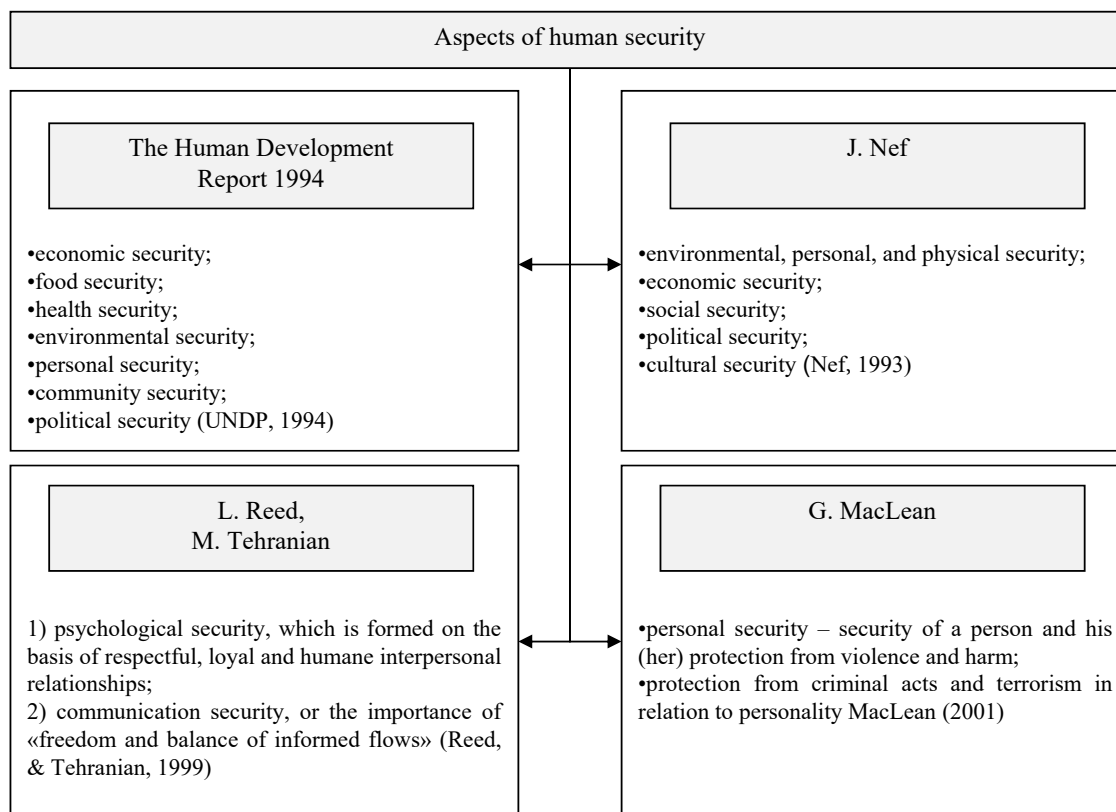 Aspects of human security
The Human Development
Report 1994
•economic security;
•food security;
•health security;
•environmental security;
•personal security;
•community security;
•political security (UNDP, 1994)
J. Nef
•environmental, personal, and physical security;
•economic security;
•social security;
•political security;
•cultural security (Nef, 1993)
L. Reed,
M. Tehranian
1) psychological security, which is formed on the
basis of respectful, loyal and humane interpersonal
relationships;
2) communication security, or the importance of
«freedom and balance of informed flows» (Reed,
& Tehranian, 1999)
G. MacLean
•personal security – security of a person and his
(her) protection from violence and harm;
•protection from criminal acts and terrorism in
relation to personality MacLean (2001)